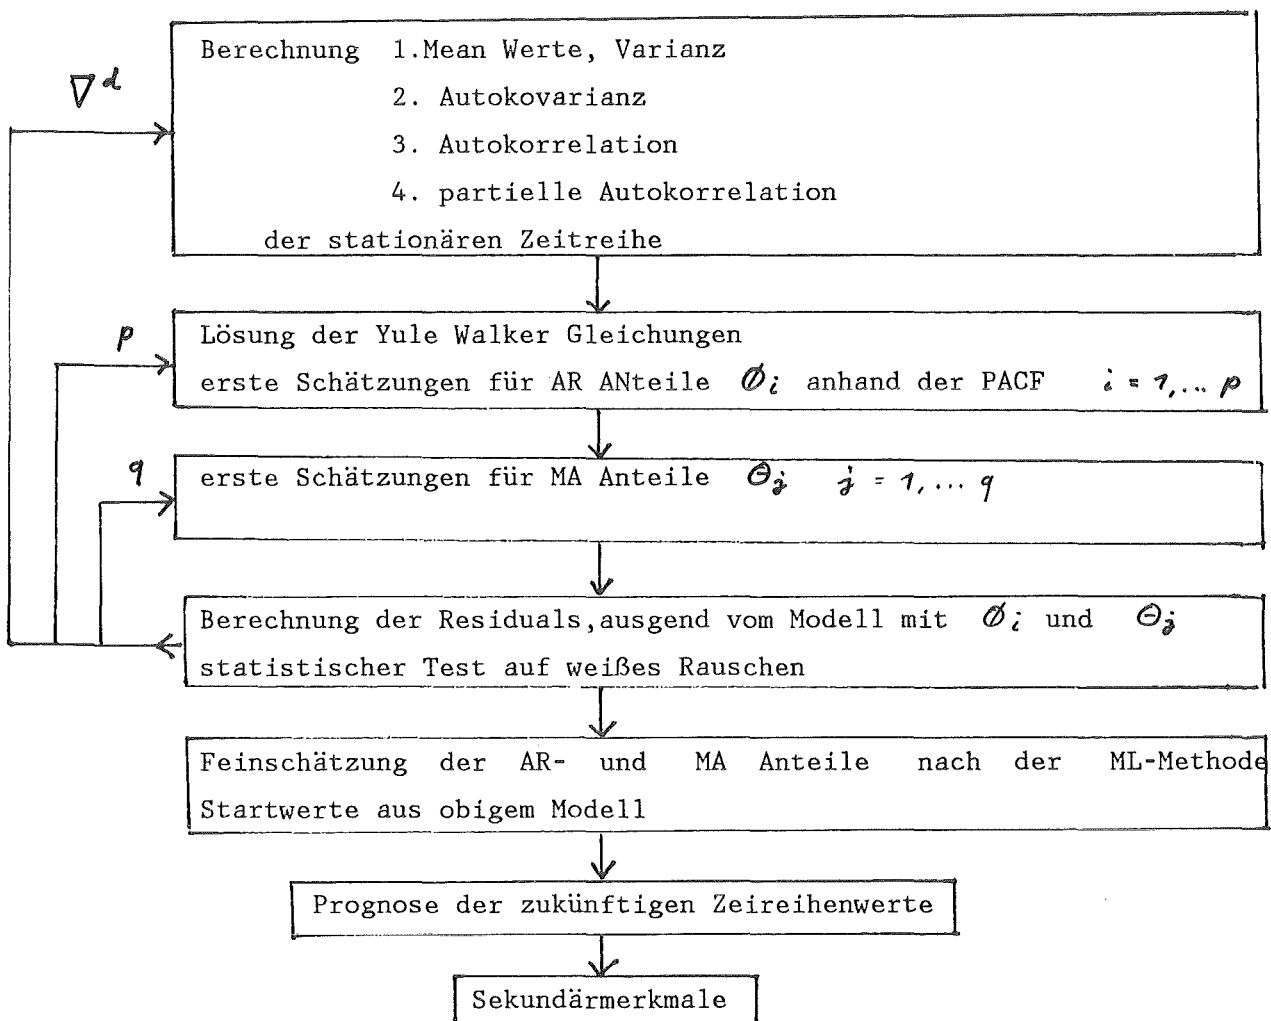 Berechnung 1.Mean Werte, Varianz
∇d
2. Autokovarianz
3. Autokorrelation
4. partielle Autokorrelation
der stationären Zeitreihe
p
Lösung der Yule Walker Gleichungen
erste Schätzungen für AR ANteile Øi anhand der PACF i = 1,... p
q
erste Schätzungen für MA Anteile Θj j = 1,... q
Berechnung der Residuals,ausgend vom Modell mit Øi und Θj
statistischer Test auf weißes Rauschen
Feinschätzung der AR- und MA Anteile nach der ML-Methode
Startwerte aus obigem Modell
Prognose der zukünftigen Zeireihenwerte
Sekundärmerkmale